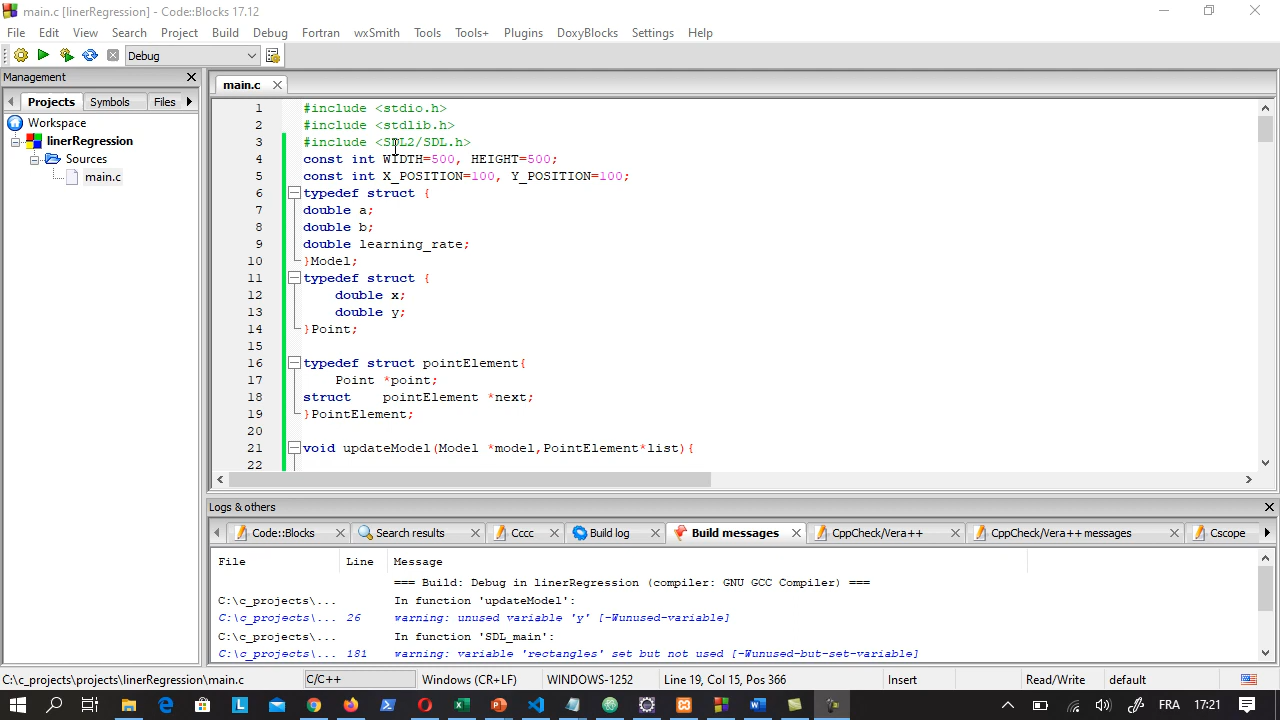 main.c [linerRegression] - Code::Blocks 17.12
File Edit View Search Project Build Debug Fortran wxSmith Tools Tools+ Plugins DoxyBlocks Settings Help
Debug
Management
Projects Symbols Files
Workspace
linerRegression
Sources
main.c
main.c
1 #include <stdio.h>
2 #include <stdlib.h>
3 #include <SDL2/SDL.h>
4 const int WIDTH=500, HEIGHT=500;
5 const int X_POSITION=100, Y_POSITION=100;
6 typedef struct {
7 double a;
8 double b;
9 double learning_rate;
10 }Model;
11 typedef struct {
12 double x;
13 double y;
14 }Point;
15
16 typedef struct pointElement{
17 Point *point;
18 struct    pointElement *next;
19 }PointElement;
20
21 void updateModel(Model *model,PointElement*list){
22
Logs & others
Code::Blocks Search results Cccc Build log Build messages CppCheck/Vera++ CppCheck/Vera++ messages Cscope
File Line Message
=== Build: Debug in linerRegression (compiler: GNU GCC Compiler) ===
C:\c_projects\... In function 'updateModel':
C:\c_projects\... 26 warning: unused variable 'y' [-Wunused-variable]
C:\c_projects\... In function 'SDL_main':
C:\c_projects\... 181 warning: variable 'rectangles' set but not used [-Wunused-but-set-variable]
C:\c_projects\projects\linerRegression\main.c C/C++ Windows (CR+LF) WINDOWS-1252 Line 19, Col 15, Pos 366 Insert Read/Write default
FRA 17:21